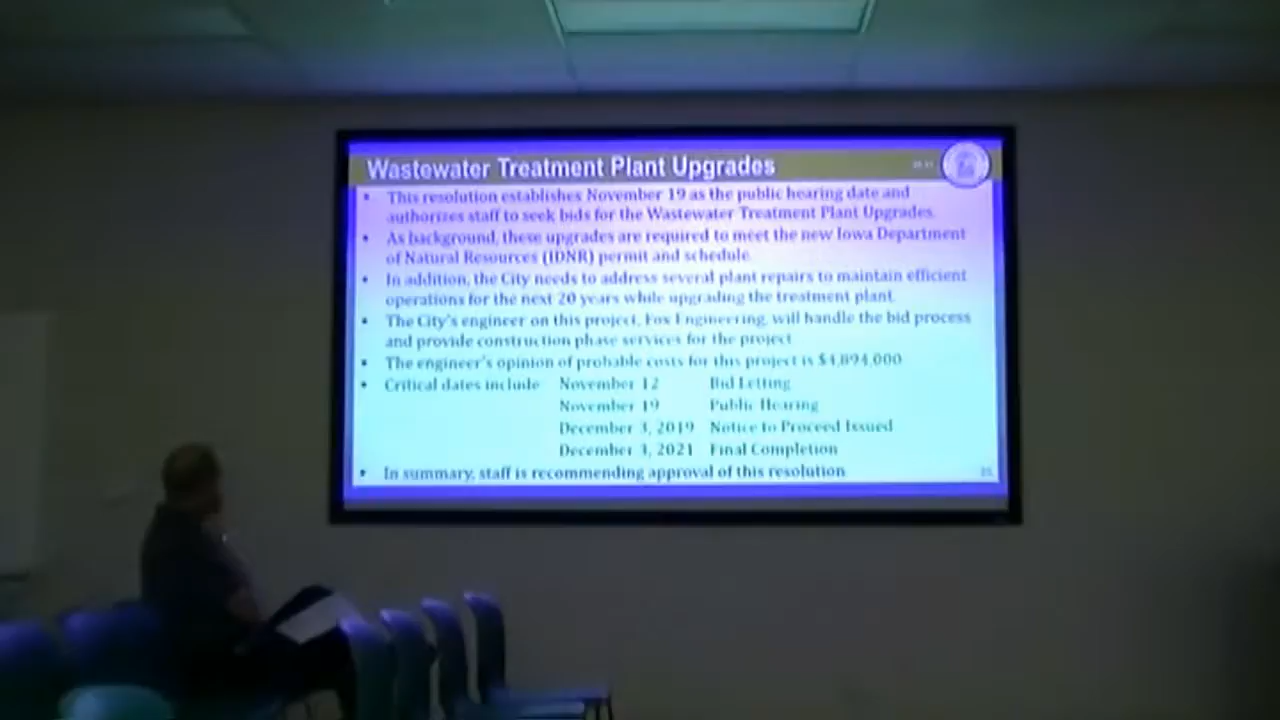 Wastewater Treatment Plant Upgrades
• This resolution establishes November 19 as the public hearing date and
authorizes staff to seek bids for the Wastewater Treatment Plant Upgrades.
• As background, these upgrades are required to meet the new Iowa Department
of Natural Resources (IDNR) permit and schedule.
• In addition, the City needs to address several plant repairs to maintain efficient
operations for the next 20 years while upgrading the treatment plant.
• The City's engineer on this project, Fox Engineering, will handle the bid process
and provide construction phase services for the project
• The engineer's opinion of probable costs for this project is
• Critical dates include November 12 Bid Letting
November 19 Public Hearing
December 3, 2019 Notice to Proceed Issued
December 3, 2021 Final Completion
• In summary, staff is recommending approval of this resolution